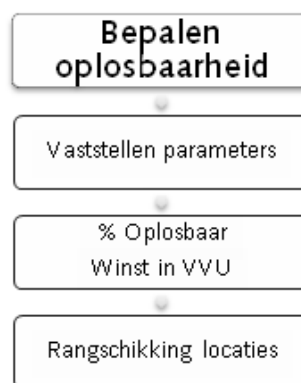 Bepalen
oplosbaarheid
Vaststellen parameters
% Oplosbaar
Winst in VVU
Rangschikking locaties